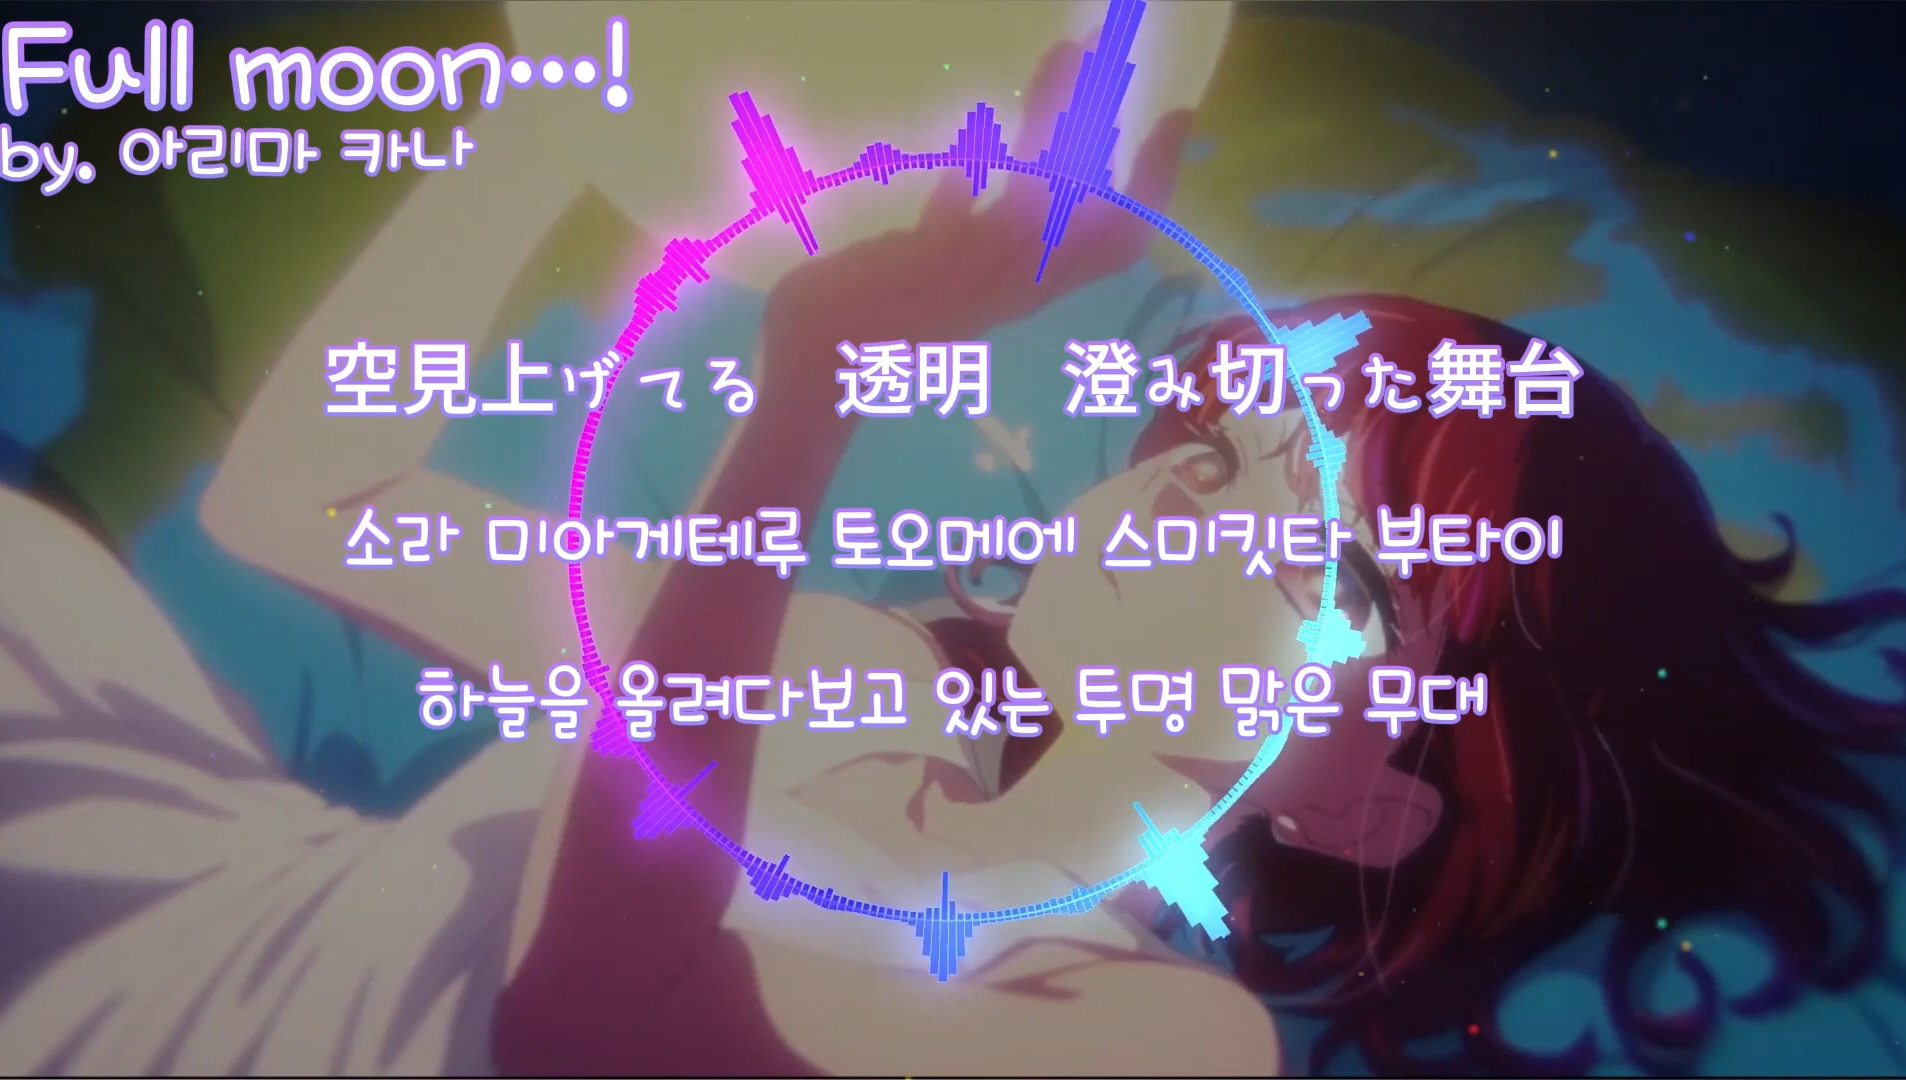 Full moon…!
by. 아리마 카나
空見上げてる　透明　澄み切った舞台
소라 미아게테루 토오메에 스미킷타 부타이
하늘을 올려다보고 있는 투명 맑은 무대